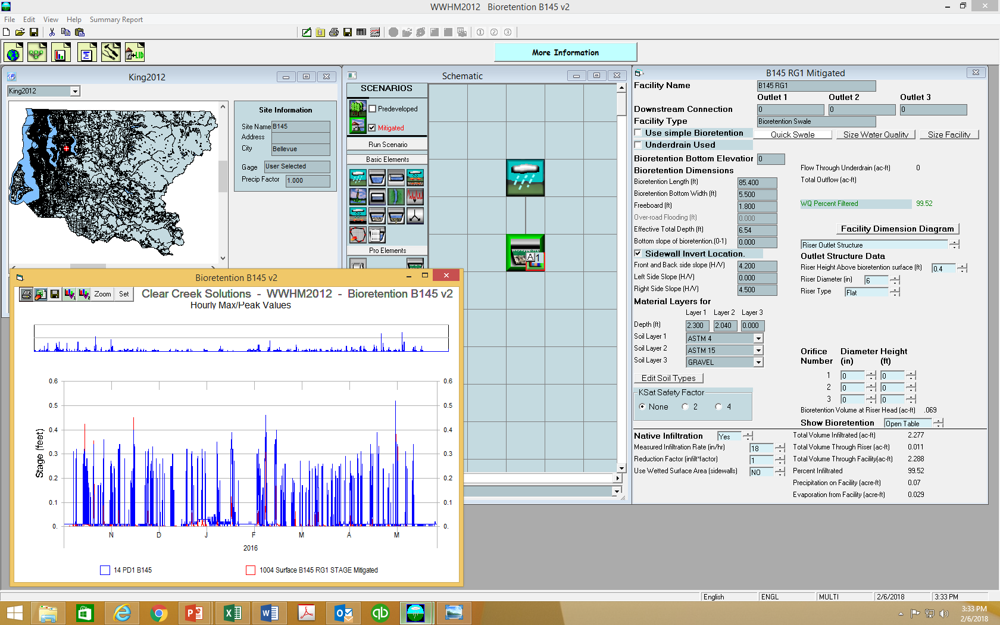 WWHM2012 Bioretention B145 v2
File Edit View Help Summary Report
1 2 3
+LID
More Information
King2012
King2012
Site Information
Site Name B145
Address
City Bellevue
Gage User Selected
Precip Factor 1.000
Schematic
SCENARIOS
Predeveloped
Mitigated
Run Scenario
Basic Elements
Pro Elements
A 1
B145 RG1 Mitigated
Facility Name B145 RG1
Outlet 1 Outlet 2 Outlet 3
Downstream Connection 0 0 0
Facility Type Bioretention Swale
Use simple Bioretention Quick Swale Size Water Quality Size Facility
Underdrain Used
Bioretention Bottom Elevation 0
Bioretention Dimensions
Bioretention Length (ft) 85.400
Bioretention Bottom Width (ft) 5.500
Freeboard (ft) 1.800
Over-road Flooding (ft) 0.000
Effective Total Depth (ft) 6.54
Bottom slope of bioretention.(0-1) 0.000
Sidewall Invert Location.
Front and Back side slope (H/V) 4.200
Left Side Slope (H/V) 0.000
Right Side Slope (H/V) 4.500
Material Layers for
Layer 1 Layer 2 Layer 3
Depth (ft) 2.300 2.040 0.000
Soil Layer 1 ASTM 4
Soil Layer 2 ASTM 15
Soil Layer 3 GRAVEL
Edit Soil Types
KSat Safety Factor
None 2 4
Flow Through Underdrain (ac-ft) 0
Total Outflow (ac-ft)
WQ Percent Filtered 99.52
Facility Dimension Diagram
Riser Outlet Structure
Outlet Structure Data
Riser Height Above bioretention surface (ft) 0.4
Riser Diameter (in) 6
Riser Type Flat
Orifice Diameter Height
Number (in) (ft)
1 0 0
2 0 0
3 0 0
Bioretention Volume at Riser Head (ac-ft) .069
Show Bioretention Open Table
Native Infiltration Yes
Measured Infiltration Rate (in/hr) 18
Reduction Factor (infilt*factor) 1
Use Wetted Surface Area (sidewalls) NO
Total Volume Infiltrated (ac-ft) 2.277
Total Volume Through Riser (ac-ft) 0.011
Total Volume Through Facility(ac-ft) 2.288
Percent Infiltrated 99.52
Precipitation on Facility (acre-ft) 0.07
Evaporation from Facility (acre-ft) 0.029
Bioretention B145 v2
Zoom Set
Clear Creek Solutions - WWHM2012 - Bioretention B145 v2
Hourly Max/Peak Values
0.6 0.6
0.5 0.5
0.4 0.4
0.3 0.3
0.2 0.2
0.1 0.1
0. 0.
Stage (feet)
N D J F M A M
2016
14 PD1 B145
1004 Surface B145 RG1 STAGE Mitigated
English ENGL MULTI 2/6/2018 3:33 PM
3:33 PM
2/6/2018